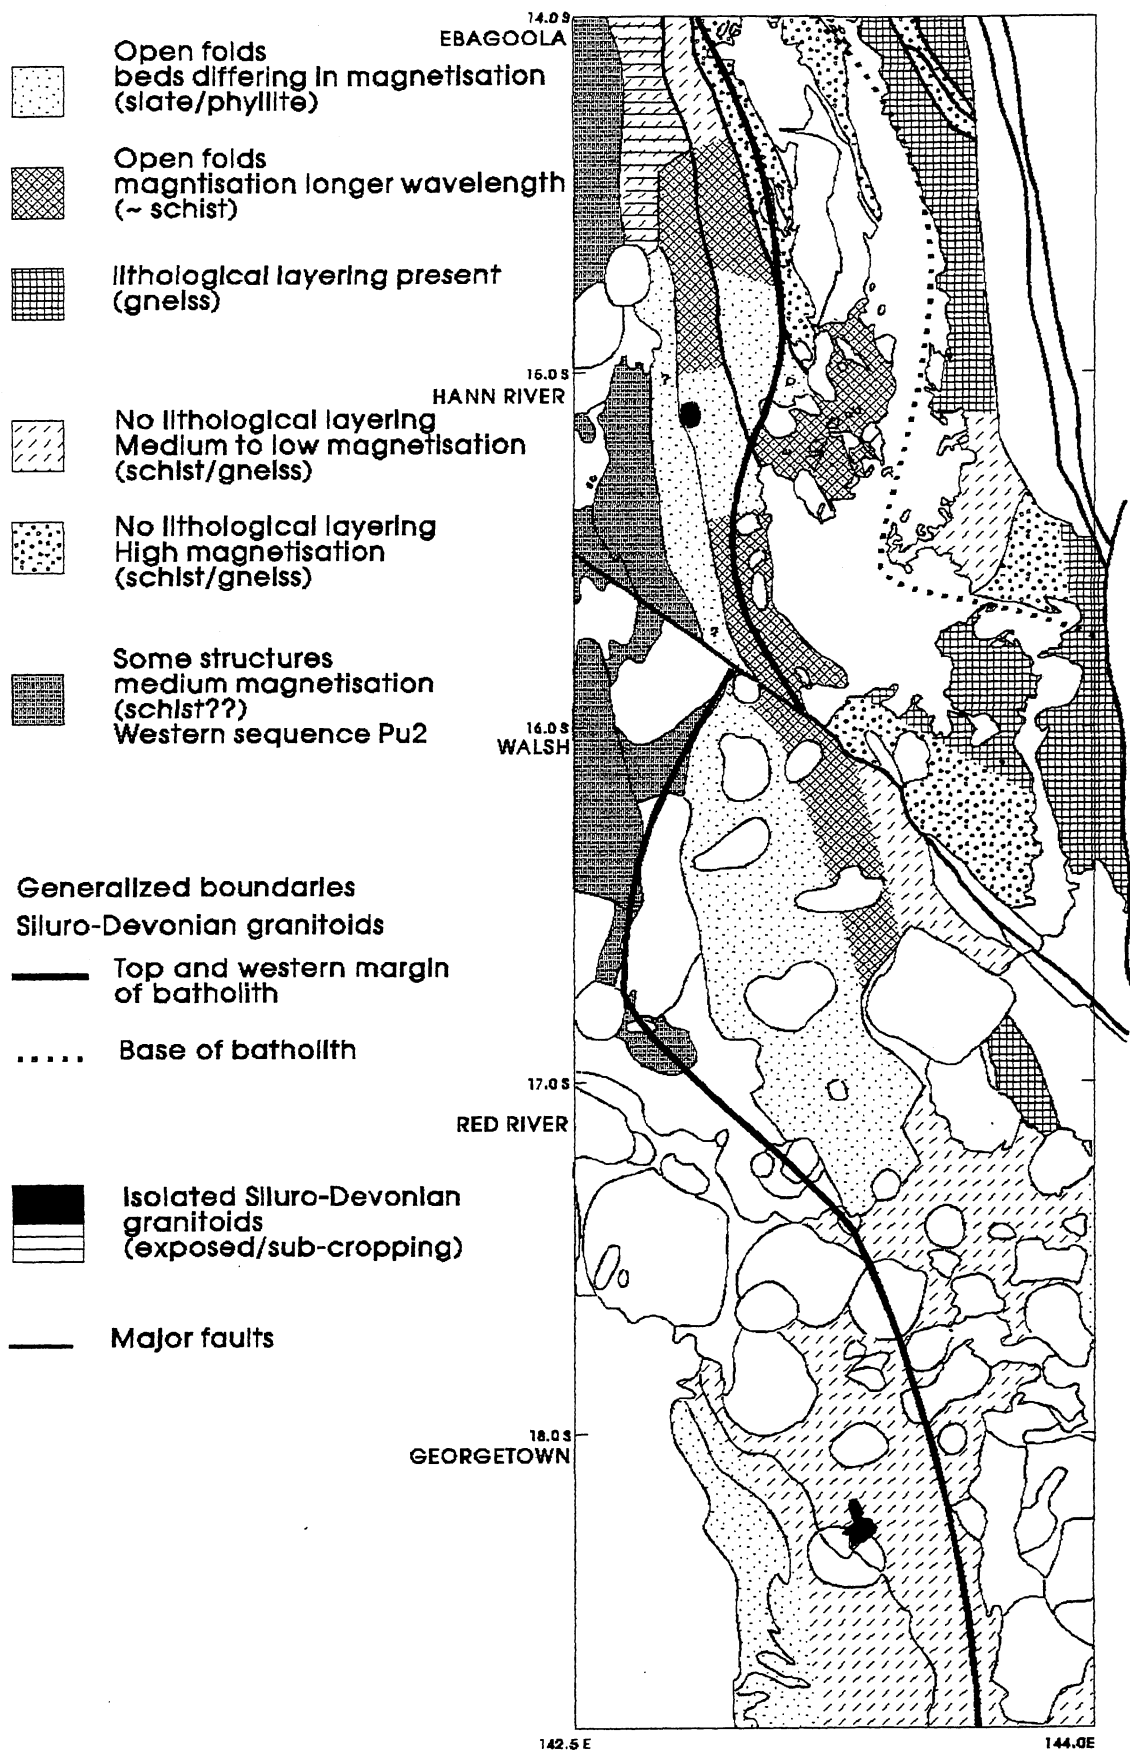 Open folds
beds differing in magnetisation
(slate/phyllite)
Open folds
magntisation longer wavelength
(~ schist)
lithological layering present
(gneiss)
No lithological layering
Medium to low magnetisation
(schist/gneiss)
No lithological layering
High magnetisation
(schist/gneiss)
Some structures
medium magnetisation
(schist??)
Western sequence Pu2
Generalized boundaries
Siluro-Devonian granitoids
Top and western margin
of batholith
Base of batholith
Isolated Siluro-Devonian
granitoids
(exposed/sub-cropping)
Major faults
14.0 S
EBAGOOLA
15.0 S
HANN RIVER
16.0 S
WALSH
17.0 S
RED RIVER
18.0 S
GEORGETOWN
?
?
142.5 E
144.0E